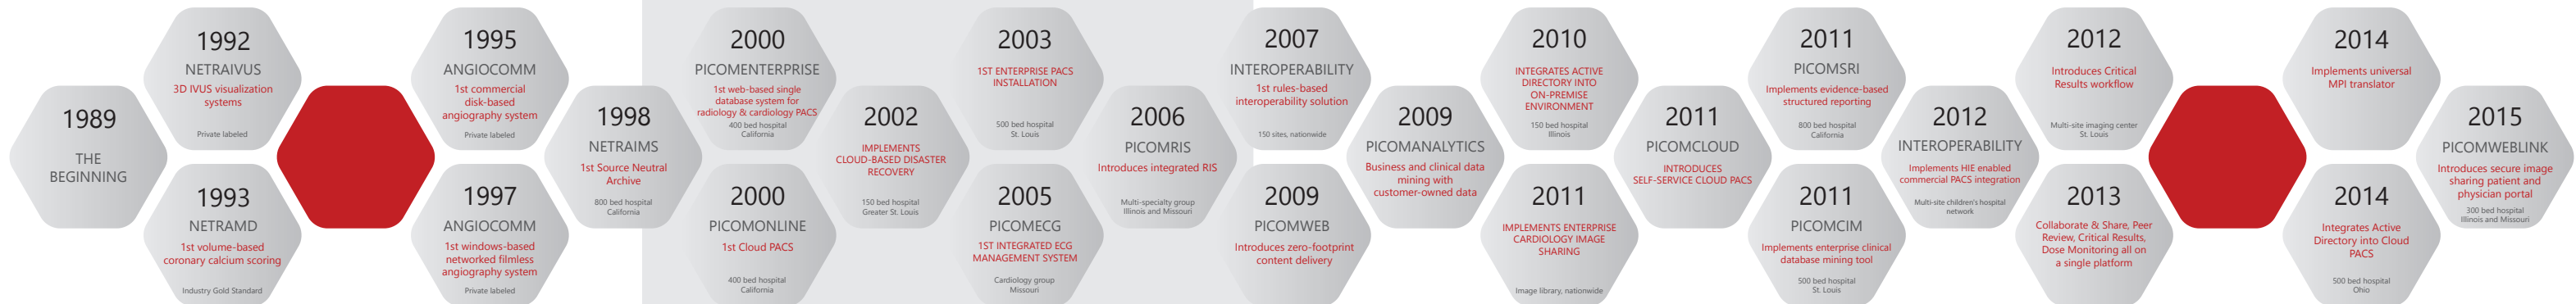 1989
THE
BEGINNING
1992
NETRAIVUS
3D IVUS visualization
systems
Private labeled
1993
NETRAMD
1st volume-based
coronary calcium scoring
Industry Gold Standard
1995
ANGIOCOMM
1st commercial
disk-based
angiography system
Private labeled
1997
ANGIOCOMM
1st windows-based
networked filmless
angiography system
Private labeled
1998
NETRAIMS
1st Source Neutral
Archive
800 bed hospital
California
2000
PICOMENTERPRISE
1st web-based single
database system for
radiology & cardiology PACS
400 bed hospital
California
2000
PICOMONLINE
1st Cloud PACS
400 bed hospital
California
2002
IMPLEMENTS
CLOUD-BASED DISASTER
RECOVERY
150 bed hospital
Greater St. Louis
2003
1ST ENTERPRISE PACS
INSTALLATION
500 bed hospital
St. Louis
2005
PICOMECG
1ST INTEGRATED ECG
MANAGEMENT SYSTEM
Cardiology group
Missouri
2006
PICOMRIS
Introduces integrated RIS
Multi-specialty group
Illinois and Missouri
2007
INTEROPERABILITY
1st rules-based
interoperability solution
150 sites, nationwide
2009
PICOMWEB
Introduces zero-footprint
content delivery
2009
PICOMANALYTICS
Business and clinical data
mining with
customer-owned data
2010
INTEGRATES ACTIVE
DIRECTORY INTO
ON-PREMISE
ENVIRONMENT
150 bed hospital
Illinois
2011
IMPLEMENTS ENTERPRISE
CARDIOLOGY IMAGE
SHARING
Image library, nationwide
2011
PICOMCLOUD
INTRODUCES
SELF-SERVICE CLOUD PACS
2011
PICOMSRI
Implements evidence-based
structured reporting
800 bed hospital
California
2011
PICOMCIM
Implements enterprise clinical
database mining tool
500 bed hospital
St. Louis
2012
INTEROPERABILITY
Implements HIE enabled
commercial PACS integration
Multi-site children's hospital
network
2012
Introduces Critical
Results workflow
Multi-site imaging center
St. Louis
2013
Collaborate & Share, Peer
Review, Critical Results,
Dose Monitoring all on
a single platform
2014
Implements universal
MPI translator
2014
Integrates Active
Directory into Cloud
PACS
500 bed hospital
Ohio
2015
PICOMWEBLINK
Introduces secure image
sharing patient and
physician portal
300 bed hospital
Illinois and Missouri